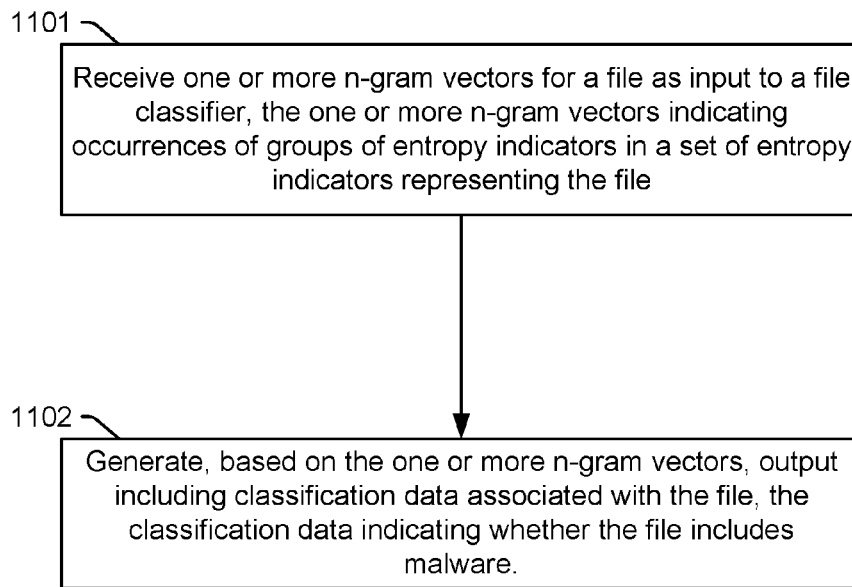 1101
Receive one or more n-gram vectors for a file as input to a file
classifier, the one or more n-gram vectors indicating
occurrences of groups of entropy indicators in a set of entropy
indicators representing the file
1102
Generate, based on the one or more n-gram vectors, output
including classification data associated with the file, the
classification data indicating whether the file includes
malware.